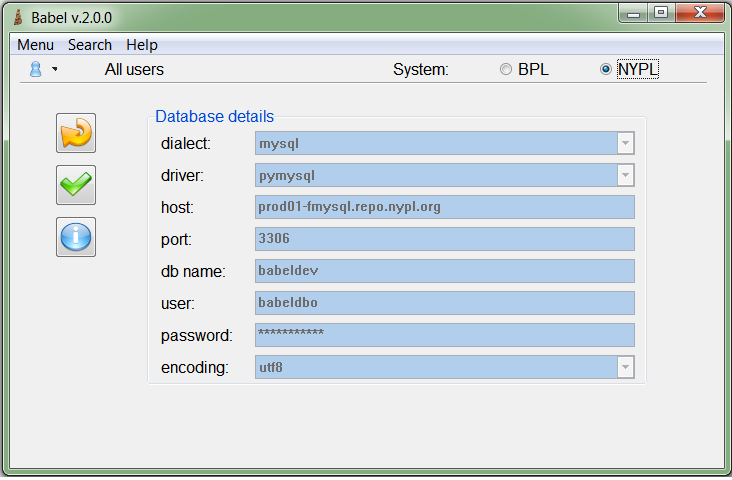 Babel v.2.0.0
Menu Search Help
All users System: BPL NYPL
Database details
dialect: mysql
driver: pymysql
host: prod01-fmysql.repo.nypl.org
port: 3306
db name: babeldev
user: babeldbo
password: ***********
encoding: utf8